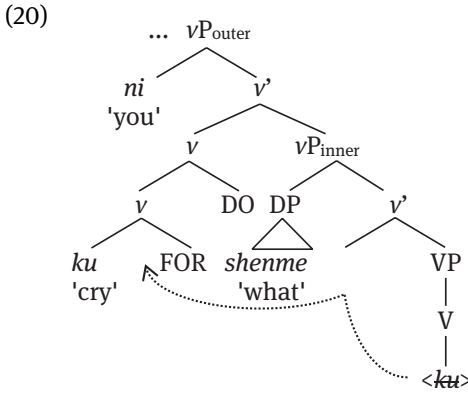 (20)
... vPouter
ni v'
'you'
v vPinner
v DO DP v'
ku FOR shenme VP
'cry' 'what'
V
<ku>